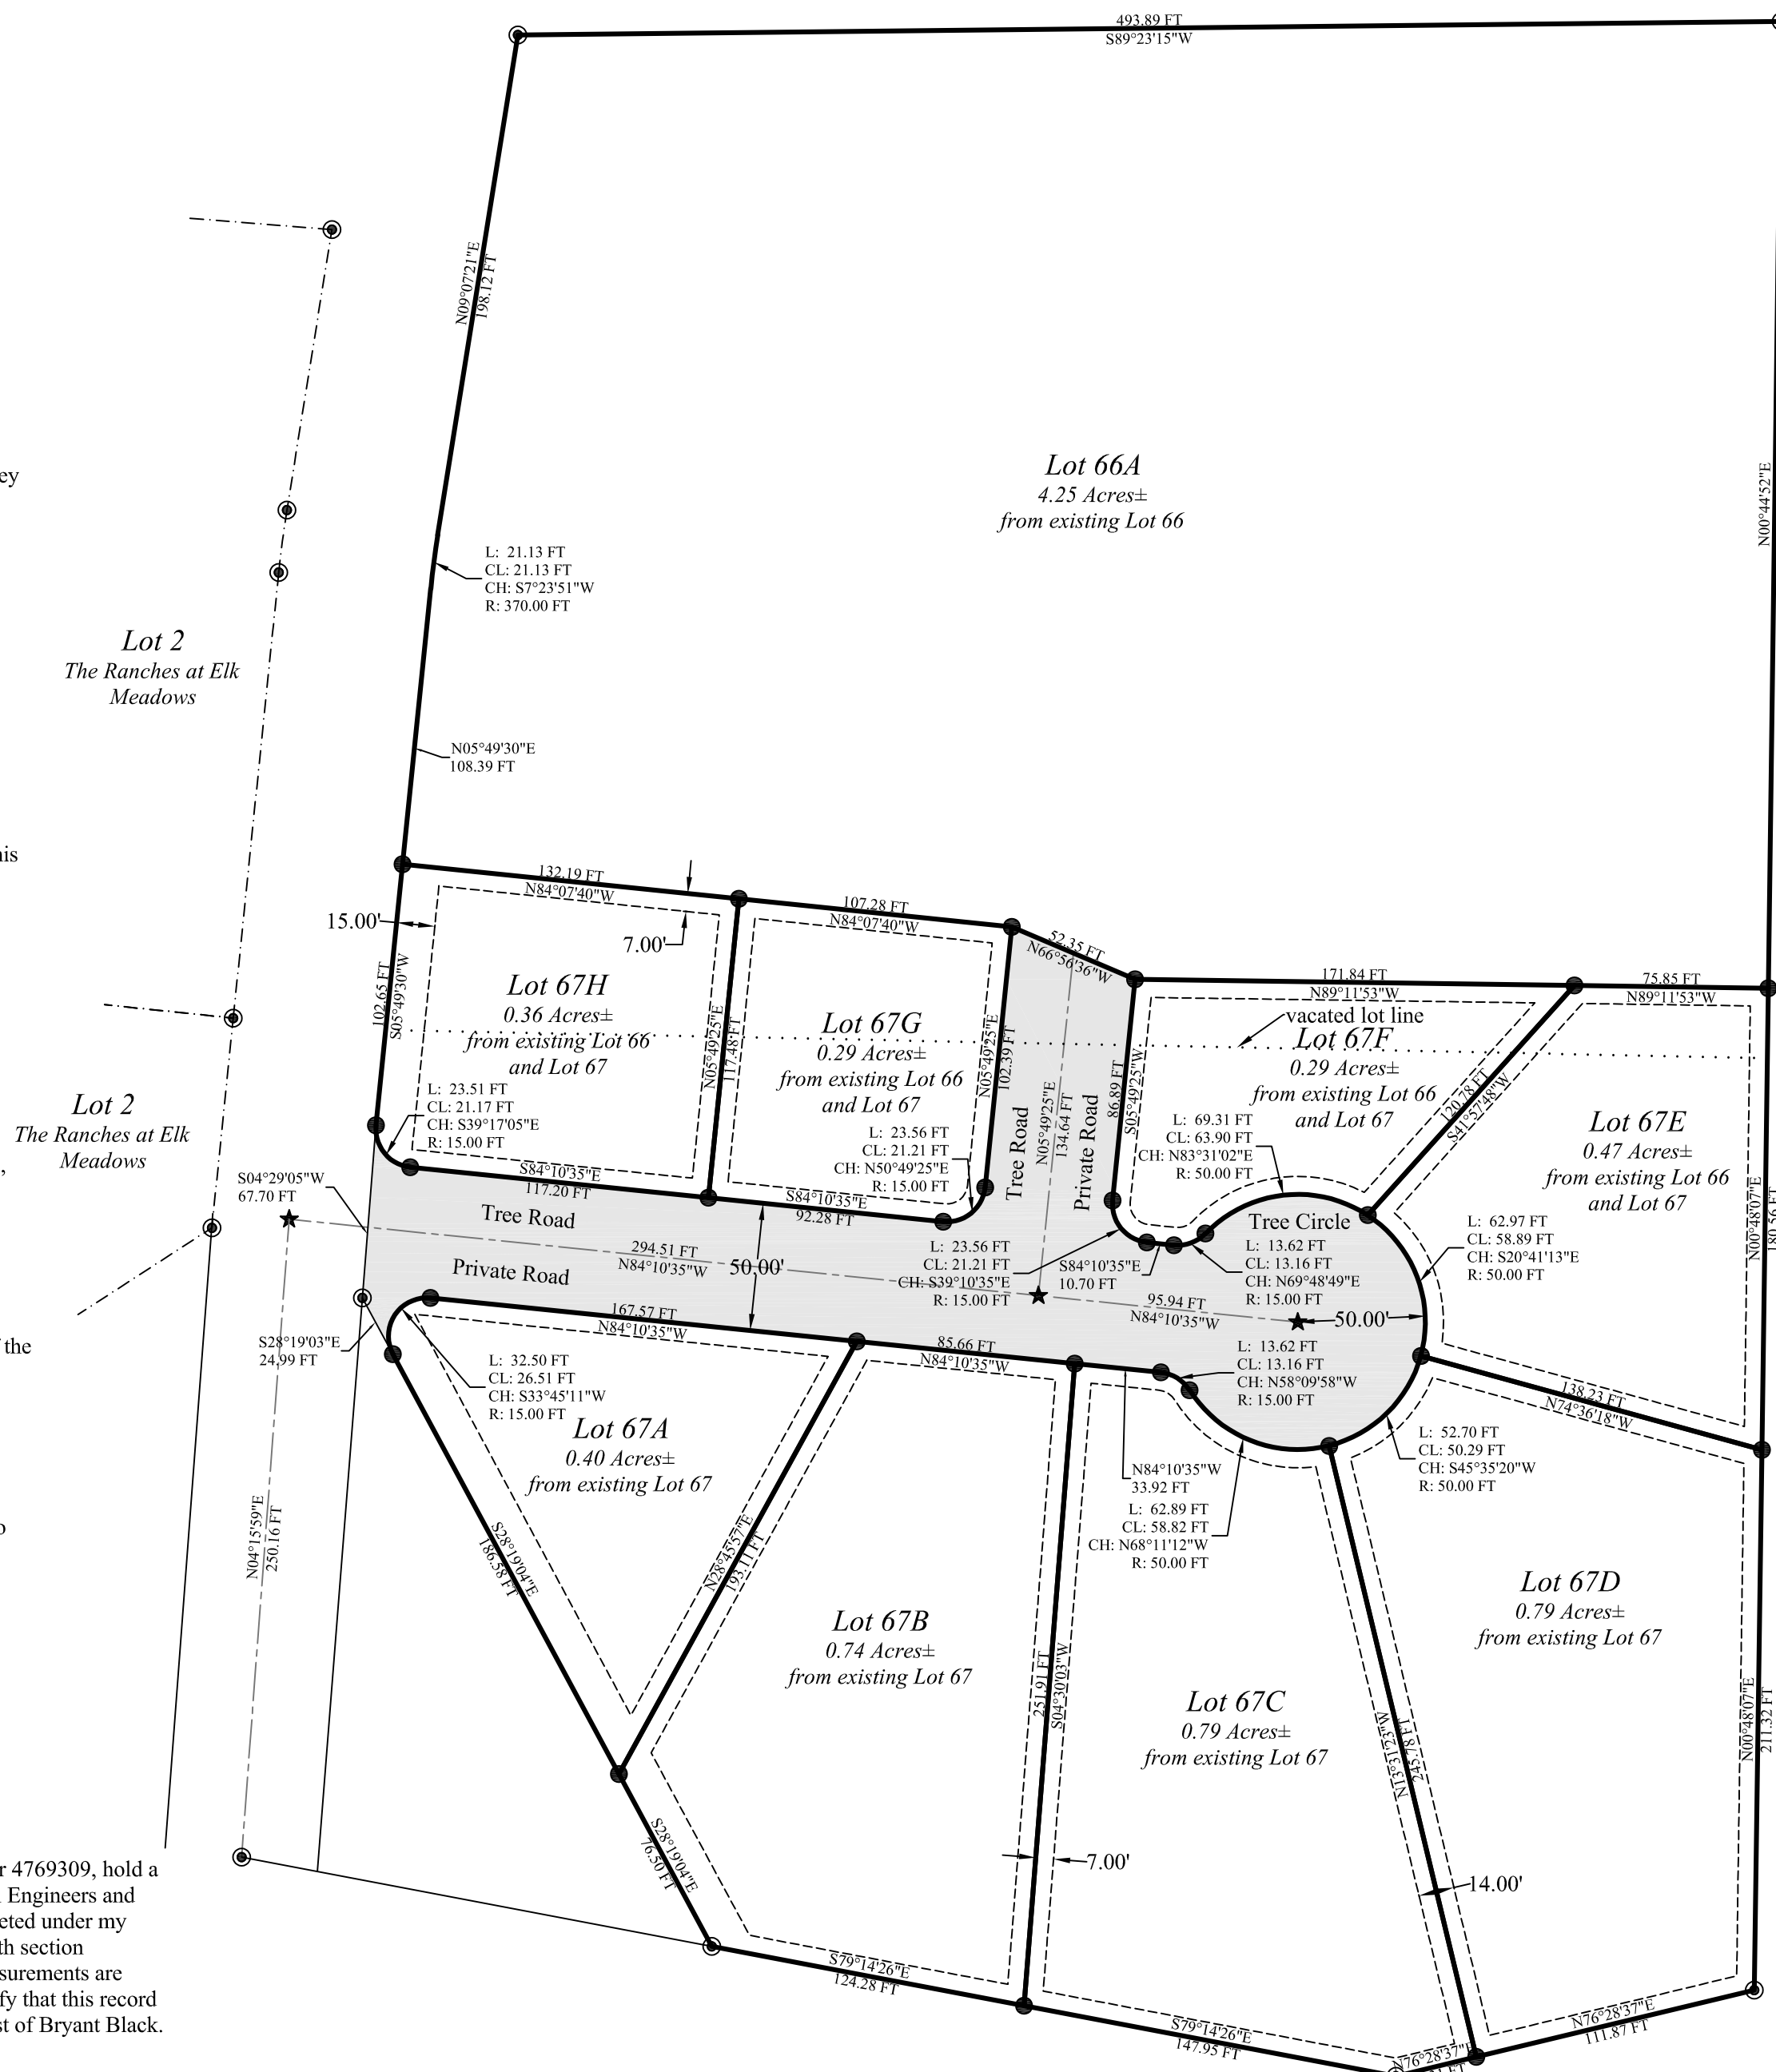 493.89 FT
S89°23'15"W
N09°07'21"E
198.12 FT
ey
Lot 66A
4.25 Acres±
from existing Lot 66
N00°44'52"E
L: 21.13 FT
CL: 21.13 FT
CH: S7°23'51"W
R: 370.00 FT
Lot 2
The Ranches at Elk
Meadows
N05°49'30"E
108.39 FT
his
132.19 FT
N84°07'40"W
15.00'
7.00'
107.28 FT
N84°07'40"W
52.35 FT
N66°56'36"W
171.84 FT
N89°11'53"W
75.85 FT
N89°11'53"W
102.65 FT
S05°49'30"W
Lot 67H
0.36 Acres±
from existing Lot 66
and Lot 67
L: 23.51 FT
CL: 21.17 FT
CH: S39°17'05"E
R: 15.00 FT
N05°49'25"E
117.48 FT
Lot 67G
0.29 Acres±
from existing Lot 66
and Lot 67
L: 23.56 FT
CL: 21.21 FT
CH: N50°49'25"E
R: 15.00 FT
N05°49'25"E
102.39 FT
Tree Road
N05°49'25"E
134.64 FT
Private Road
86.89 FT
S05°49'25"W
vacated lot line
Lot 67F
0.29 Acres±
from existing Lot 66
and Lot 67
L: 69.31 FT
CL: 63.90 FT
CH: N83°31'02"E
R: 50.00 FT
120.78 FT
S41°57'48"W
Lot 67E
0.47 Acres±
from existing Lot 66
and Lot 67
N00°48'07"E
180.56 FT
Lot 2
The Ranches at Elk
Meadows
,
S04°29'05"W
67.70 FT
S84°10'35"E
117.20 FT
S84°10'35"E
92.28 FT
Tree Road
Private Road
294.51 FT
N84°10'35"W
50.00'
L: 23.56 FT
CL: 21.21 FT
CH: S39°10'35"E
R: 15.00 FT
S84°10'35"E
10.70 FT
Tree Circle
L: 13.62 FT
CL: 13.16 FT
CH: N69°48'49"E
R: 15.00 FT
L: 62.97 FT
CL: 58.89 FT
CH: S20°41'13"E
R: 50.00 FT
95.94 FT
N84°10'35"W
50.00'
the
S28°19'03"E
24.99 FT
167.57 FT
N84°10'35"W
85.66 FT
N84°10'35"W
L: 13.62 FT
CL: 13.16 FT
CH: N58°09'58"W
R: 15.00 FT
138.23 FT
N74°36'18"W
L: 32.50 FT
CL: 26.51 FT
CH: S33°45'11"W
R: 15.00 FT
Lot 67A
0.40 Acres±
from existing Lot 67
L: 52.70 FT
CL: 50.29 FT
CH: S45°35'20"W
R: 50.00 FT
N84°10'35"W
33.92 FT
L: 62.89 FT
CL: 58.82 FT
CH: N68°11'12"W
R: 50.00 FT
N04°15'59"E
250.16 FT
S28°19'04"E
186.58 FT
N28°45'57"E
193.11 FT
Lot 67B
0.74 Acres±
from existing Lot 67
251.91 FT
S04°30'03"W
Lot 67C
0.79 Acres±
from existing Lot 67
N13°31'23"W
245.78 FT
Lot 67D
0.79 Acres±
from existing Lot 67
N00°48'07"E
211.32 FT
S28°19'04"E
76.50 FT
7.00'
14.00'
r 4769309, hold a
Engineers and
eted under my
th section
surements are
fy that this record
st of Bryant Black.
S79°14'26"E
124.28 FT
S79°14'26"E
147.95 FT
N76°28'37"E
N76°28'37"E
111.87 FT